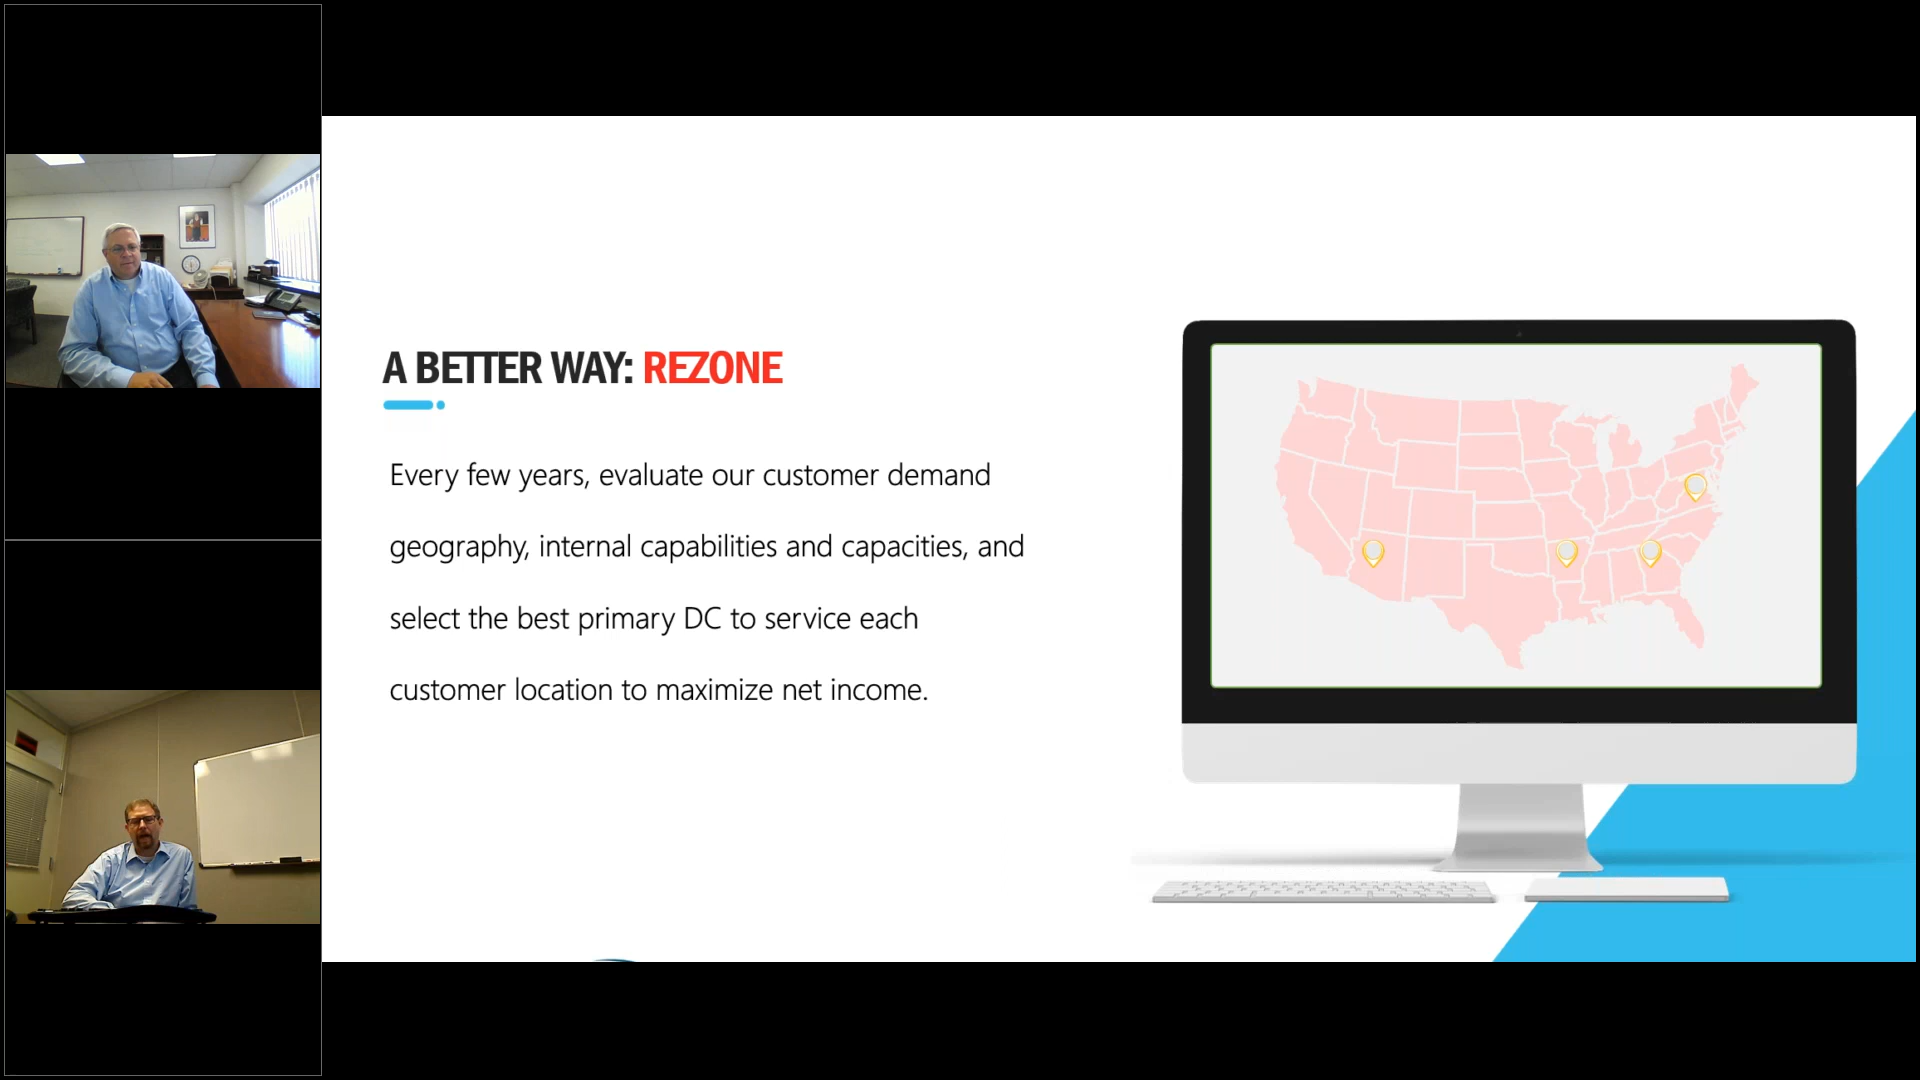 A BETTER WAY: REZONE
Every few years, evaluate our customer demand
geography, internal capabilities and capacities, and
select the best primary DC to service each
customer location to maximize net income.